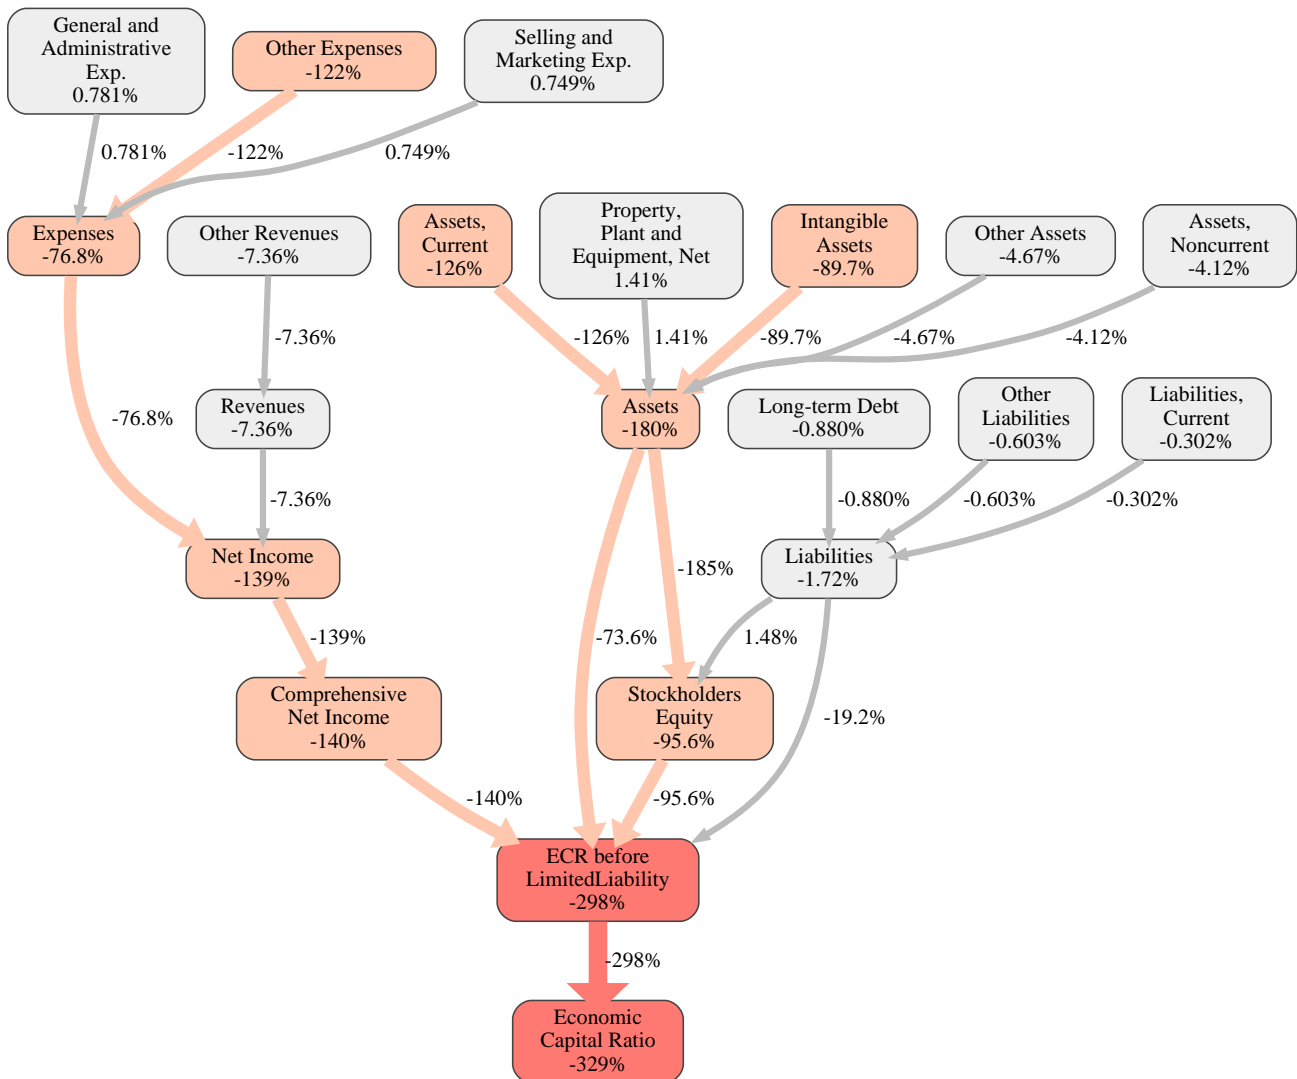 General and
Administrative
Exp.
0.781%
Other Expenses
-122%
Selling and
Marketing Exp.
0.749%
0.781%
-122%
0.749%
Expenses
-76.8%
Other Revenues
-7.36%
Assets,
Current
-126%
Property,
Plant and
Equipment, Net
1.41%
Intangible
Assets
-89.7%
Other Assets
-4.67%
Assets,
Noncurrent
-4.12%
-7.36%
-126%
1.41%
-89.7%
-4.67%
-4.12%
-76.8%
Revenues
-7.36%
Assets
-180%
Long-term Debt
-0.880%
Other
Liabilities
-0.603%
Liabilities,
Current
-0.302%
-7.36%
-0.880%
-0.603%
-0.302%
Net Income
-139%
-185%
Liabilities
-1.72%
-139%
-73.6%
1.48%
Comprehensive
Net Income
-140%
Stockholders
Equity
-95.6%
-19.2%
-140%
-95.6%
ECR before
LimitedLiability
-298%
-298%
Economic
Capital Ratio
-329%